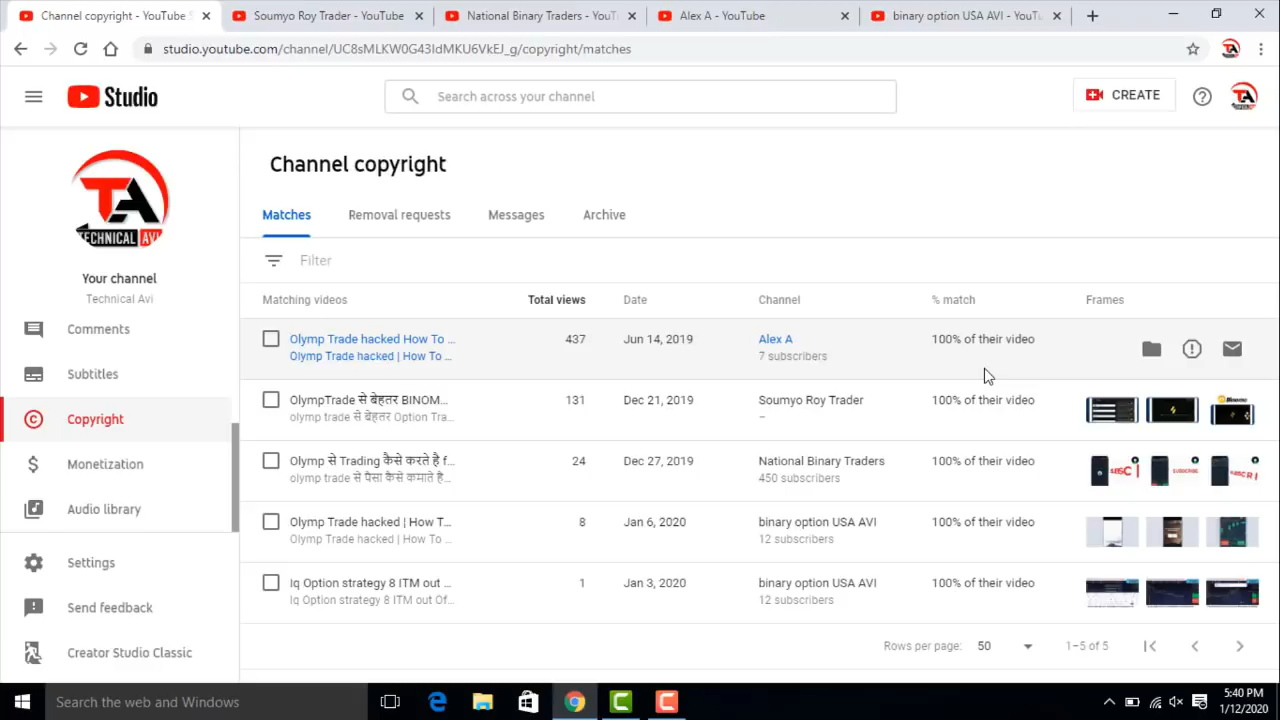 Copyright - YouTube S
Soumyo Roy Trader - YouTube
National Binary Traders - YouT
Alex A - YouTube
binary option USA AVI - YouTu
studio.youtube.com/channel/UC8sMLKW0G43IdMKU6VkEJ_g/copyright/matches
Studio
Search across your channel
CREATE
TA
TECHNICAL AVI
Your channel
Technical Avi
Comments
Subtitles
Copyright
Monetization
Audio library
Settings
Send feedback
Creator Studio Classic
Channel copyright
Matches Removal requests Messages Archive
Filter
Matching videos Total views Date Channel % match Frames
Olymp Trade hacked How To ... 437 Jun 14, 2019 Alex A 100% of their video
Olymp Trade hacked | How To ... 7 subscribers
OlympTrade से बेहतर BINOM... 131 Dec 21, 2019 Soumyo Roy Trader 100% of their video
olymp trade से बेहतर Option Tra... –
Olymp से Trading कैसे करते है f... 24 Dec 27, 2019 National Binary Traders 100% of their video
olymp trade से पैसा कैसे कमाते है... 450 subscribers
Olymp Trade hacked | How T... 8 Jan 6, 2020 binary option USA AVI 100% of their video
Olymp Trade hacked | How To ... 12 subscribers
Iq Option strategy 8 ITM out ... 1 Jan 3, 2020 binary option USA AVI 100% of their video
Iq Option strategy 8 ITM out Of... 12 subscribers
Rows per page: 50 1–5 of 5
Search the web and Windows
5:40 PM
1/12/2020